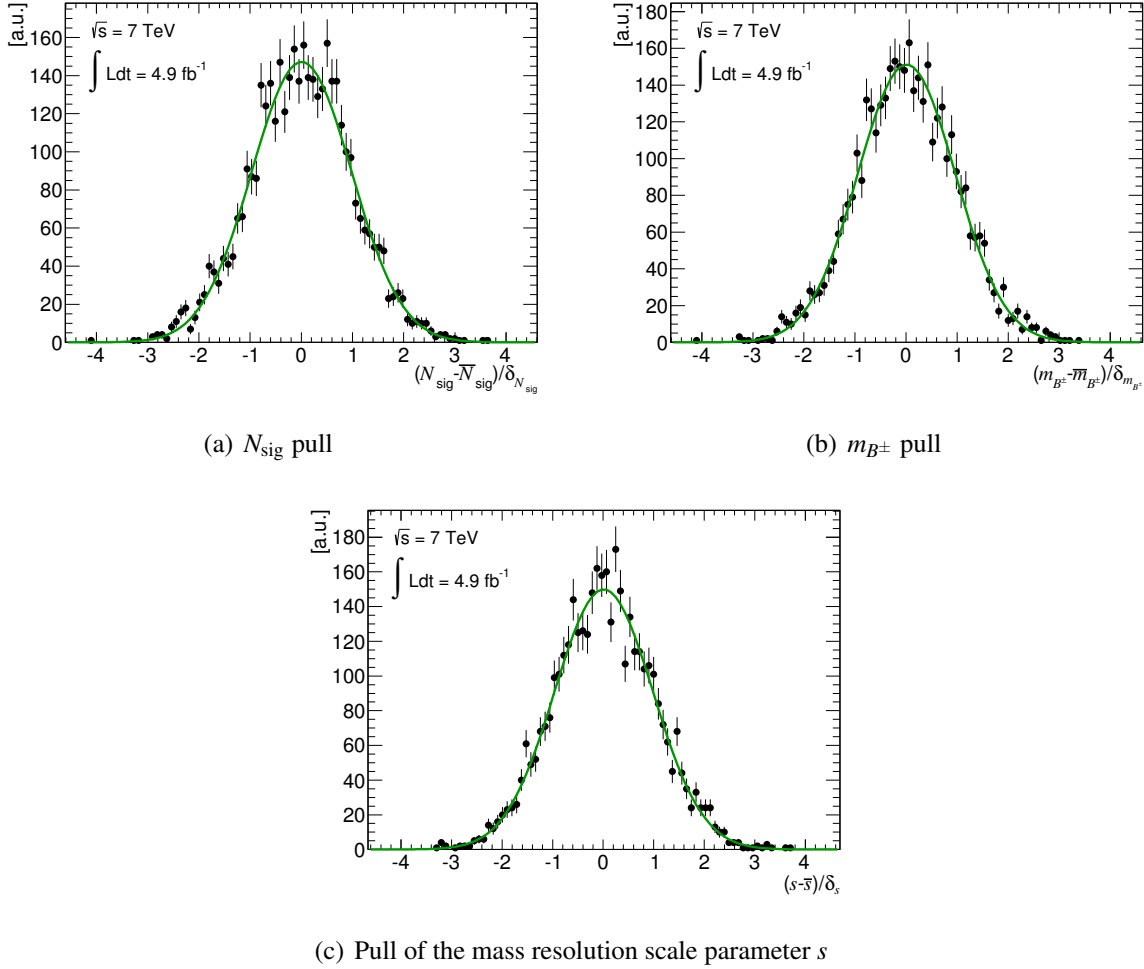 [a.u.]
√s = 7 TeV
∫ Ldt = 4.9 fb⁻¹
160
140
120
100
80
60
40
20
0
-4 -3 -2 -1 0 1 2 3 4
(N_sig-N̅_sig)/δ_N_sig
(a) N_sig pull
[a.u.]
√s = 7 TeV
∫ Ldt = 4.9 fb⁻¹
180
160
140
120
100
80
60
40
20
0
-4 -3 -2 -1 0 1 2 3 4
(m_B±-m̅_B±)/δ_m_B±
(b) m_B± pull
[a.u.]
√s = 7 TeV
∫ Ldt = 4.9 fb⁻¹
180
160
140
120
100
80
60
40
20
0
-4 -3 -2 -1 0 1 2 3 4
(s-s̅)/δ_s
(c) Pull of the mass resolution scale parameter s